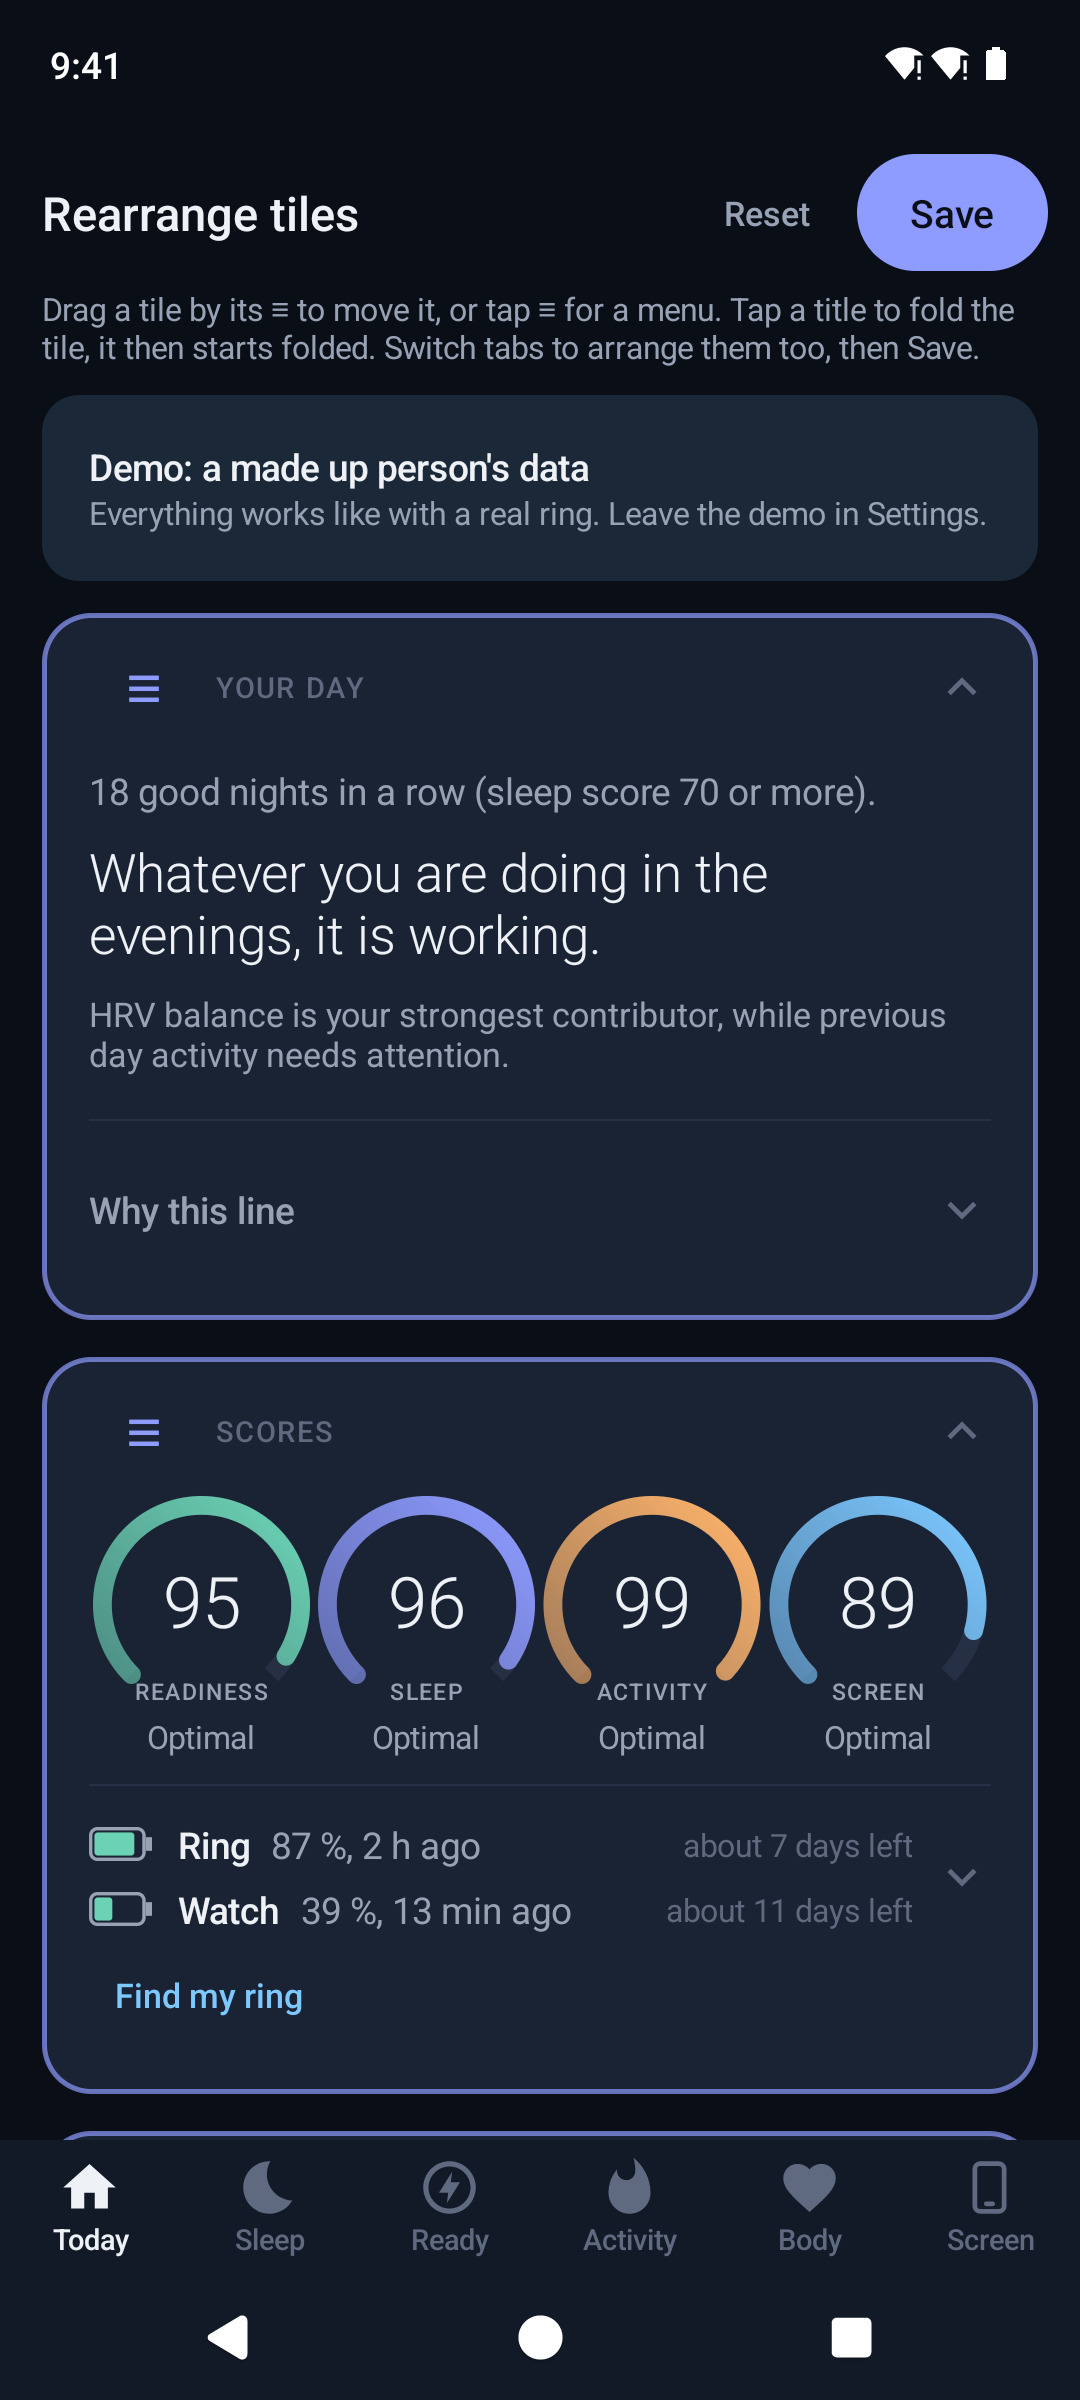 9:41
Rearrange tiles
Reset
Save
Drag a tile by its ≡ to move it, or tap ≡ for a menu. Tap a title to fold the
tile, it then starts folded. Switch tabs to arrange them too, then Save.
Demo: a made up person's data
Everything works like with a real ring. Leave the demo in Settings.
YOUR DAY
18 good nights in a row (sleep score 70 or more).
Whatever you are doing in the
evenings, it is working.
HRV balance is your strongest contributor, while previous
day activity needs attention.
Why this line
SCORES
95 96 99 89
READINESS SLEEP ACTIVITY SCREEN
Optimal Optimal Optimal Optimal
Ring 87 %, 2 h ago about 7 days left
Watch 39 %, 13 min ago about 11 days left
Find my ring
Today Sleep Ready Activity Body Screen